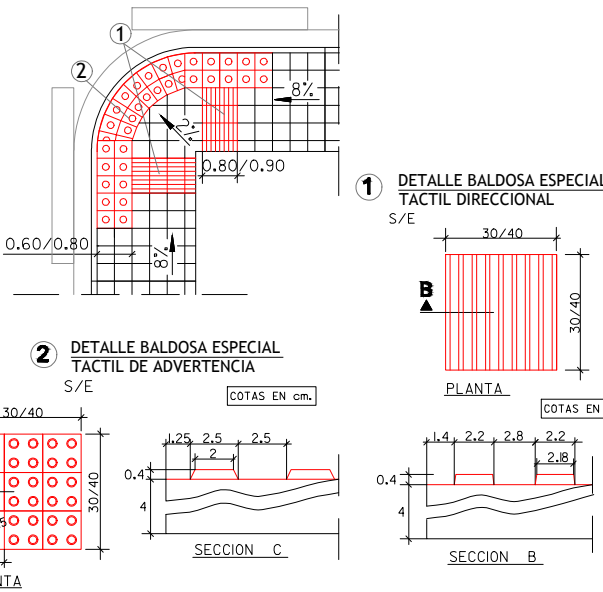 1
2
8%
2%
0.80/0.90
0.60/0.80
8%
1 DETALLE BALDOSA ESPECIAL
TACTIL DIRECCIONAL
S/E
30/40
B
30/40
PLANTA
COTAS EN
2 DETALLE BALDOSA ESPECIAL
TACTIL DE ADVERTENCIA
S/E
COTAS EN cm.
30/40
30/40
1.25 2.5 2.5
2
0.4
4
SECCION C
1.4 2.2 2.8 2.2
2.18
0.4
4
SECCION B